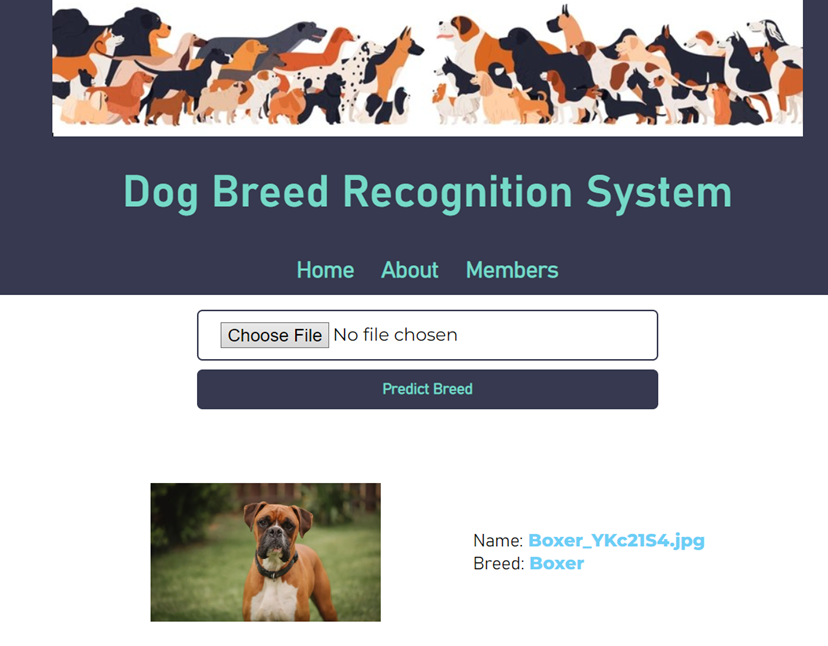 Dog Breed Recognition System
Home About Members
Choose File No file chosen
Predict Breed
Name: Boxer_YKc21S4.jpg
Breed: Boxer